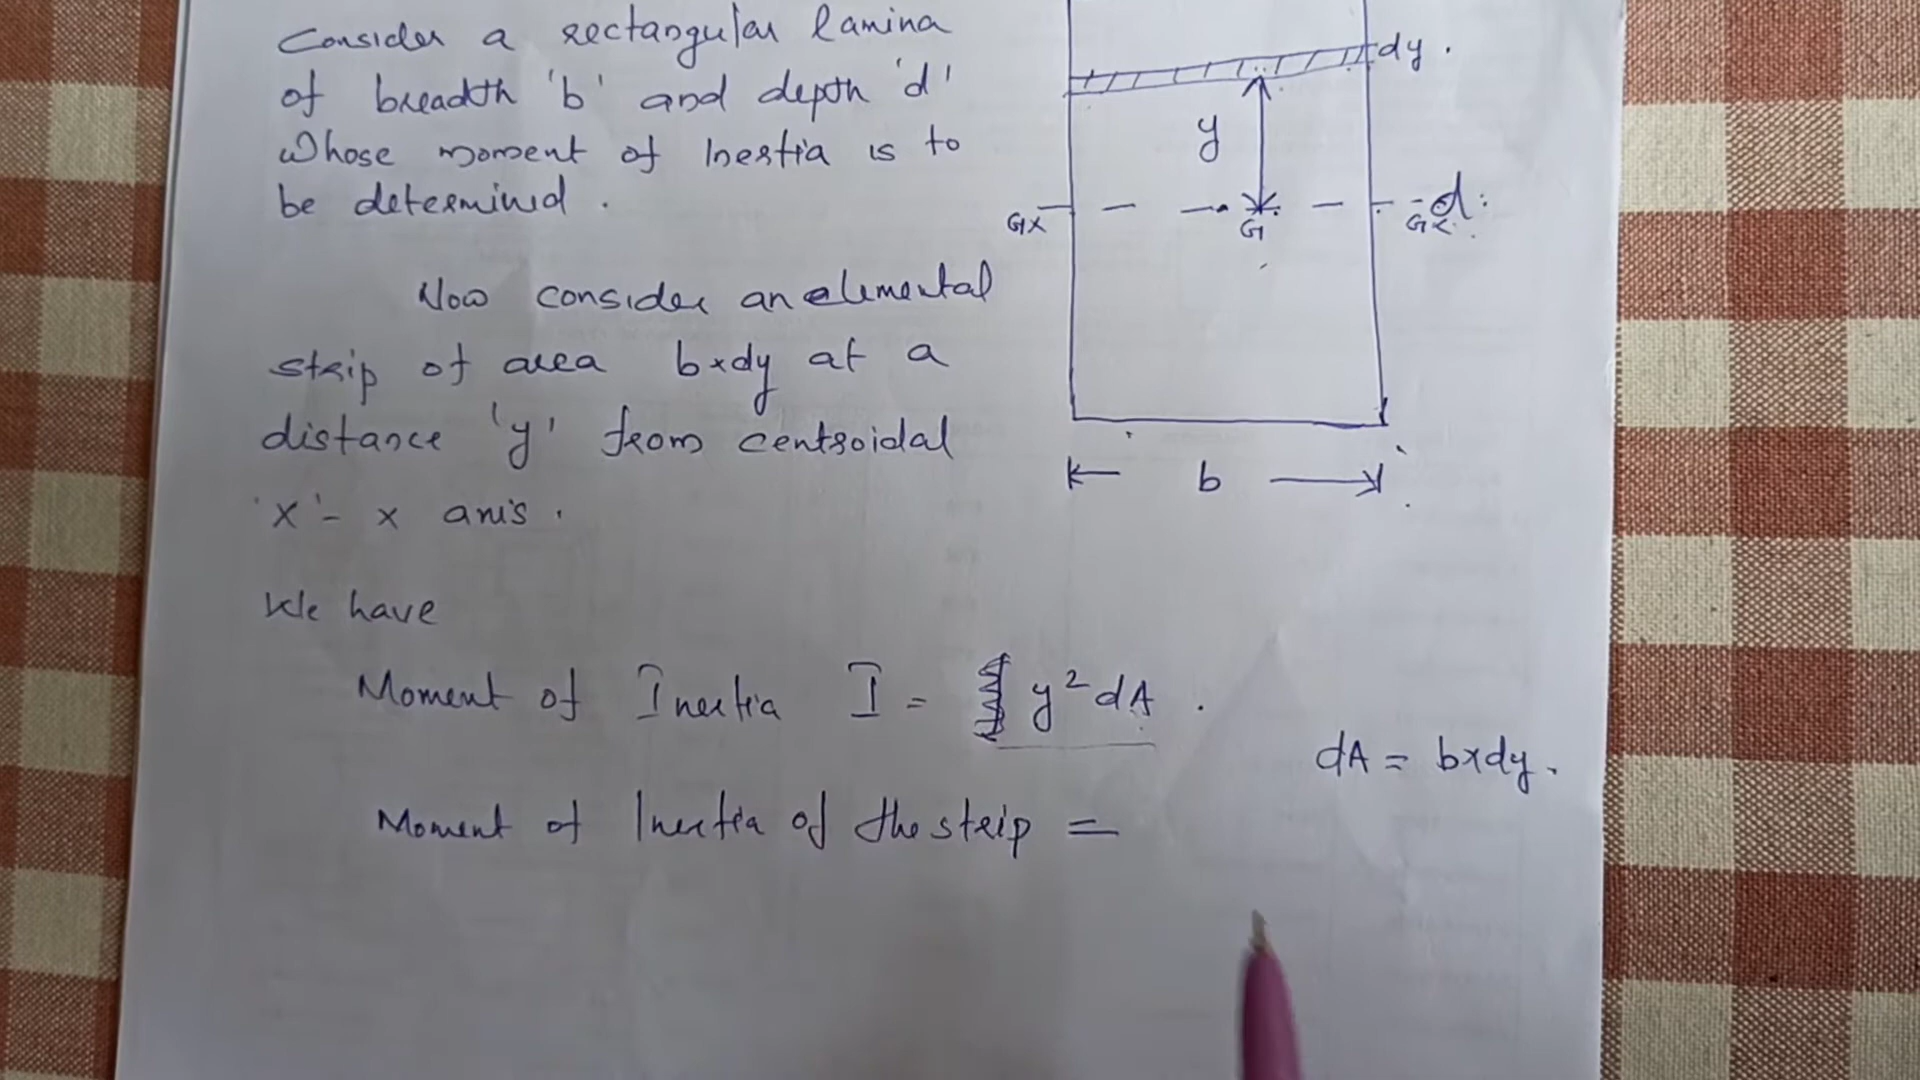 Consider a rectangular lamina
of breadth 'b' and depth 'd'
whose moment of Inertia is to
be determind .
Now consider an elemental
strip of area b×dy at a
distance 'y' from centroidal
'x' - x axis .
We have
Moment of Inertia I = y² dA .
dA = b×dy .
Moment of Inertia of the strip =
dy .
y
Gx
G
d
b